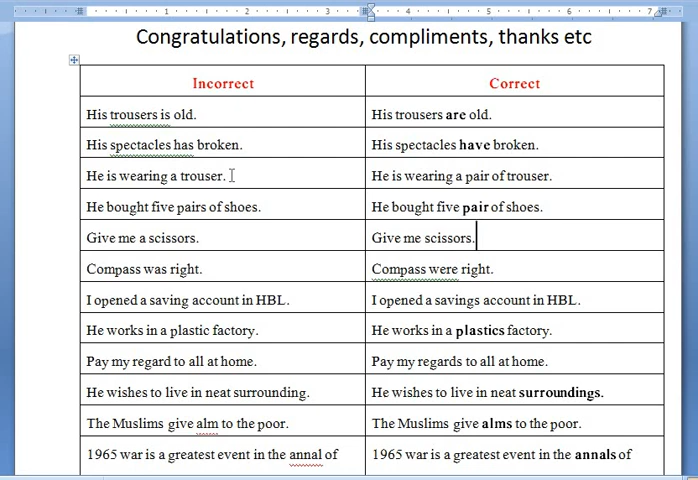 1 2 3 4 5 6 7
Congratulations, regards, compliments, thanks etc
Incorrect Correct
His trousers is old. His trousers are old.
His spectacles has broken. His spectacles have broken.
He is wearing a trouser. He is wearing a pair of trouser.
He bought five pairs of shoes. He bought five pair of shoes.
Give me a scissors. Give me scissors.
Compass was right. Compass were right.
I opened a saving account in HBL. I opened a savings account in HBL.
He works in a plastic factory. He works in a plastics factory.
Pay my regard to all at home. Pay my regards to all at home.
He wishes to live in neat surrounding. He wishes to live in neat surroundings.
The Muslims give alm to the poor. The Muslims give alms to the poor.
1965 war is a greatest event in the annal of 1965 war is a greatest event in the annals of